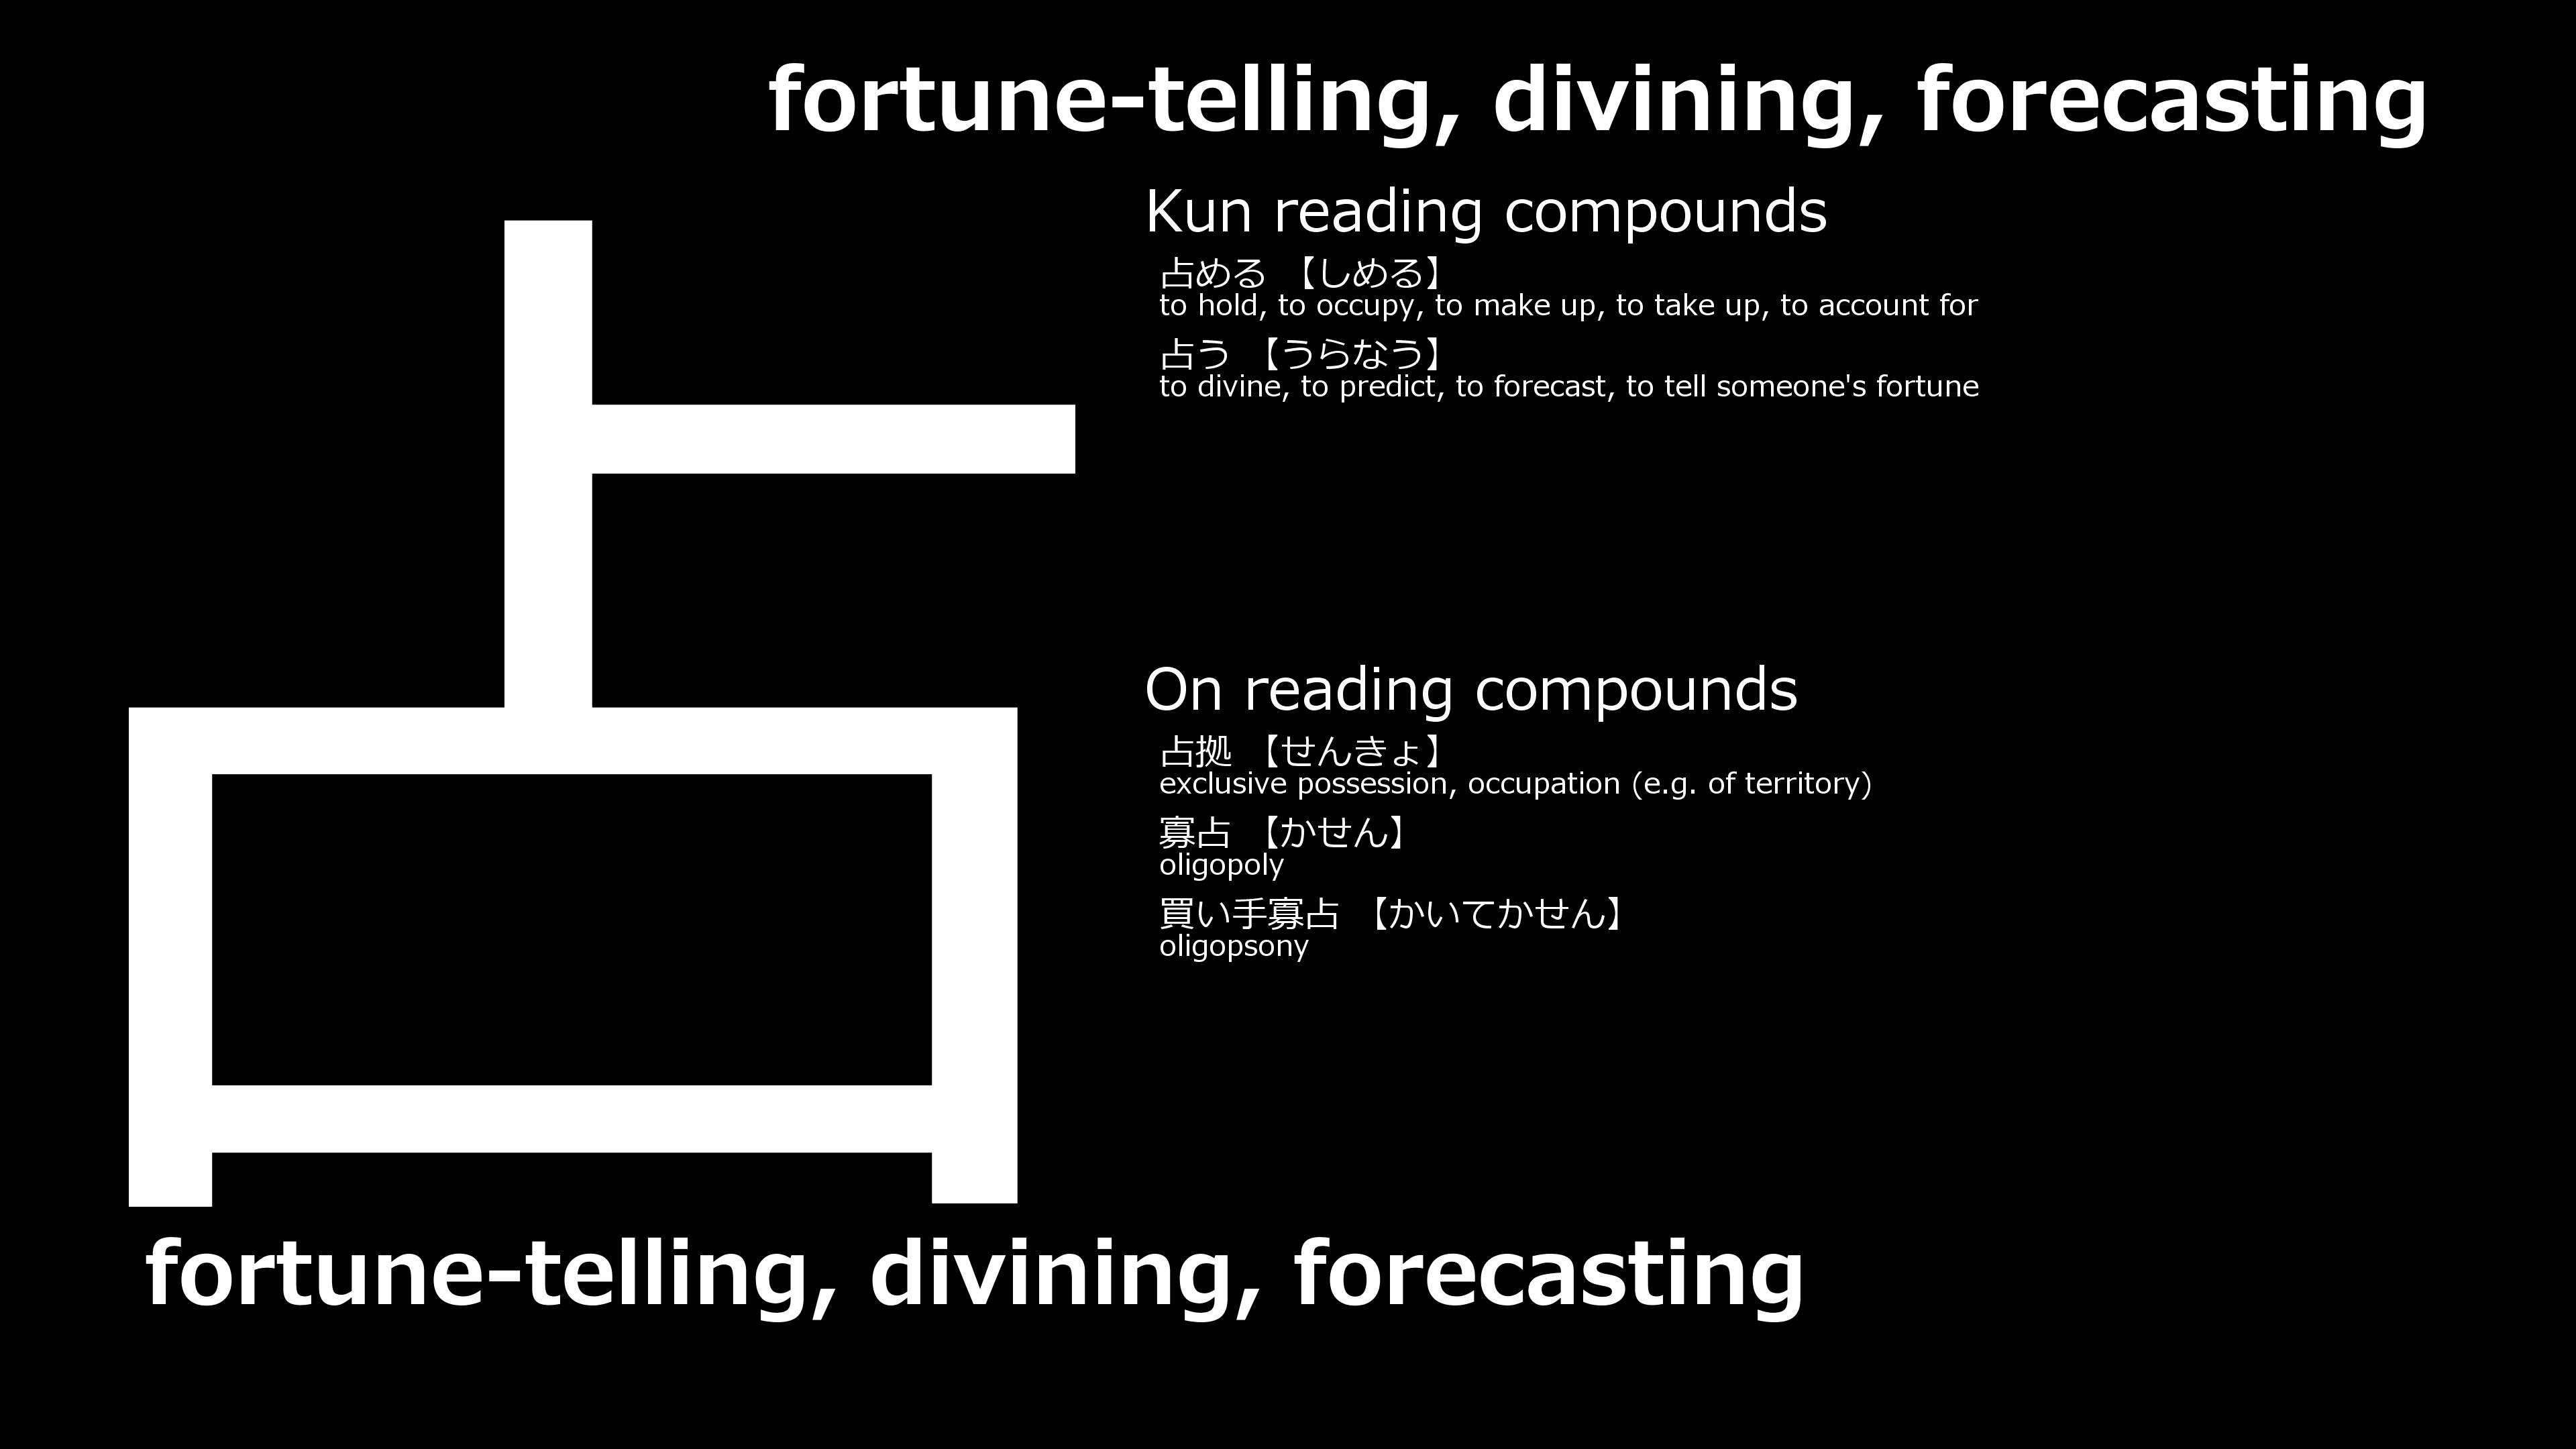 fortune-telling, divining, forecasting
占
Kun reading compounds
占める 【しめる】
to hold, to occupy, to make up, to take up, to account for
占う 【うらなう】
to divine, to predict, to forecast, to tell someone's fortune
On reading compounds
占拠 【せんきょ】
exclusive possession, occupation (e.g. of territory)
寡占 【かせん】
oligopoly
買い手寡占 【かいてかせん】
oligopsony
fortune-telling, divining, forecasting